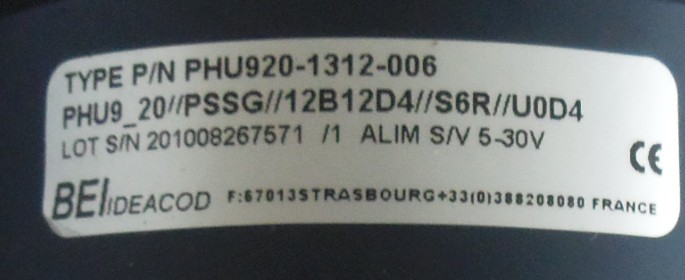 TYPE P/N PHU920-1312-006
PHU9_20//PSSG//12B12D4//S6R//U0D4
LOT S/N 201008267571 /1 ALIM S/V 5-30V
CE
BEI IDEACOD F:67013STRASBOURG+33(0)388208080 FRANCE